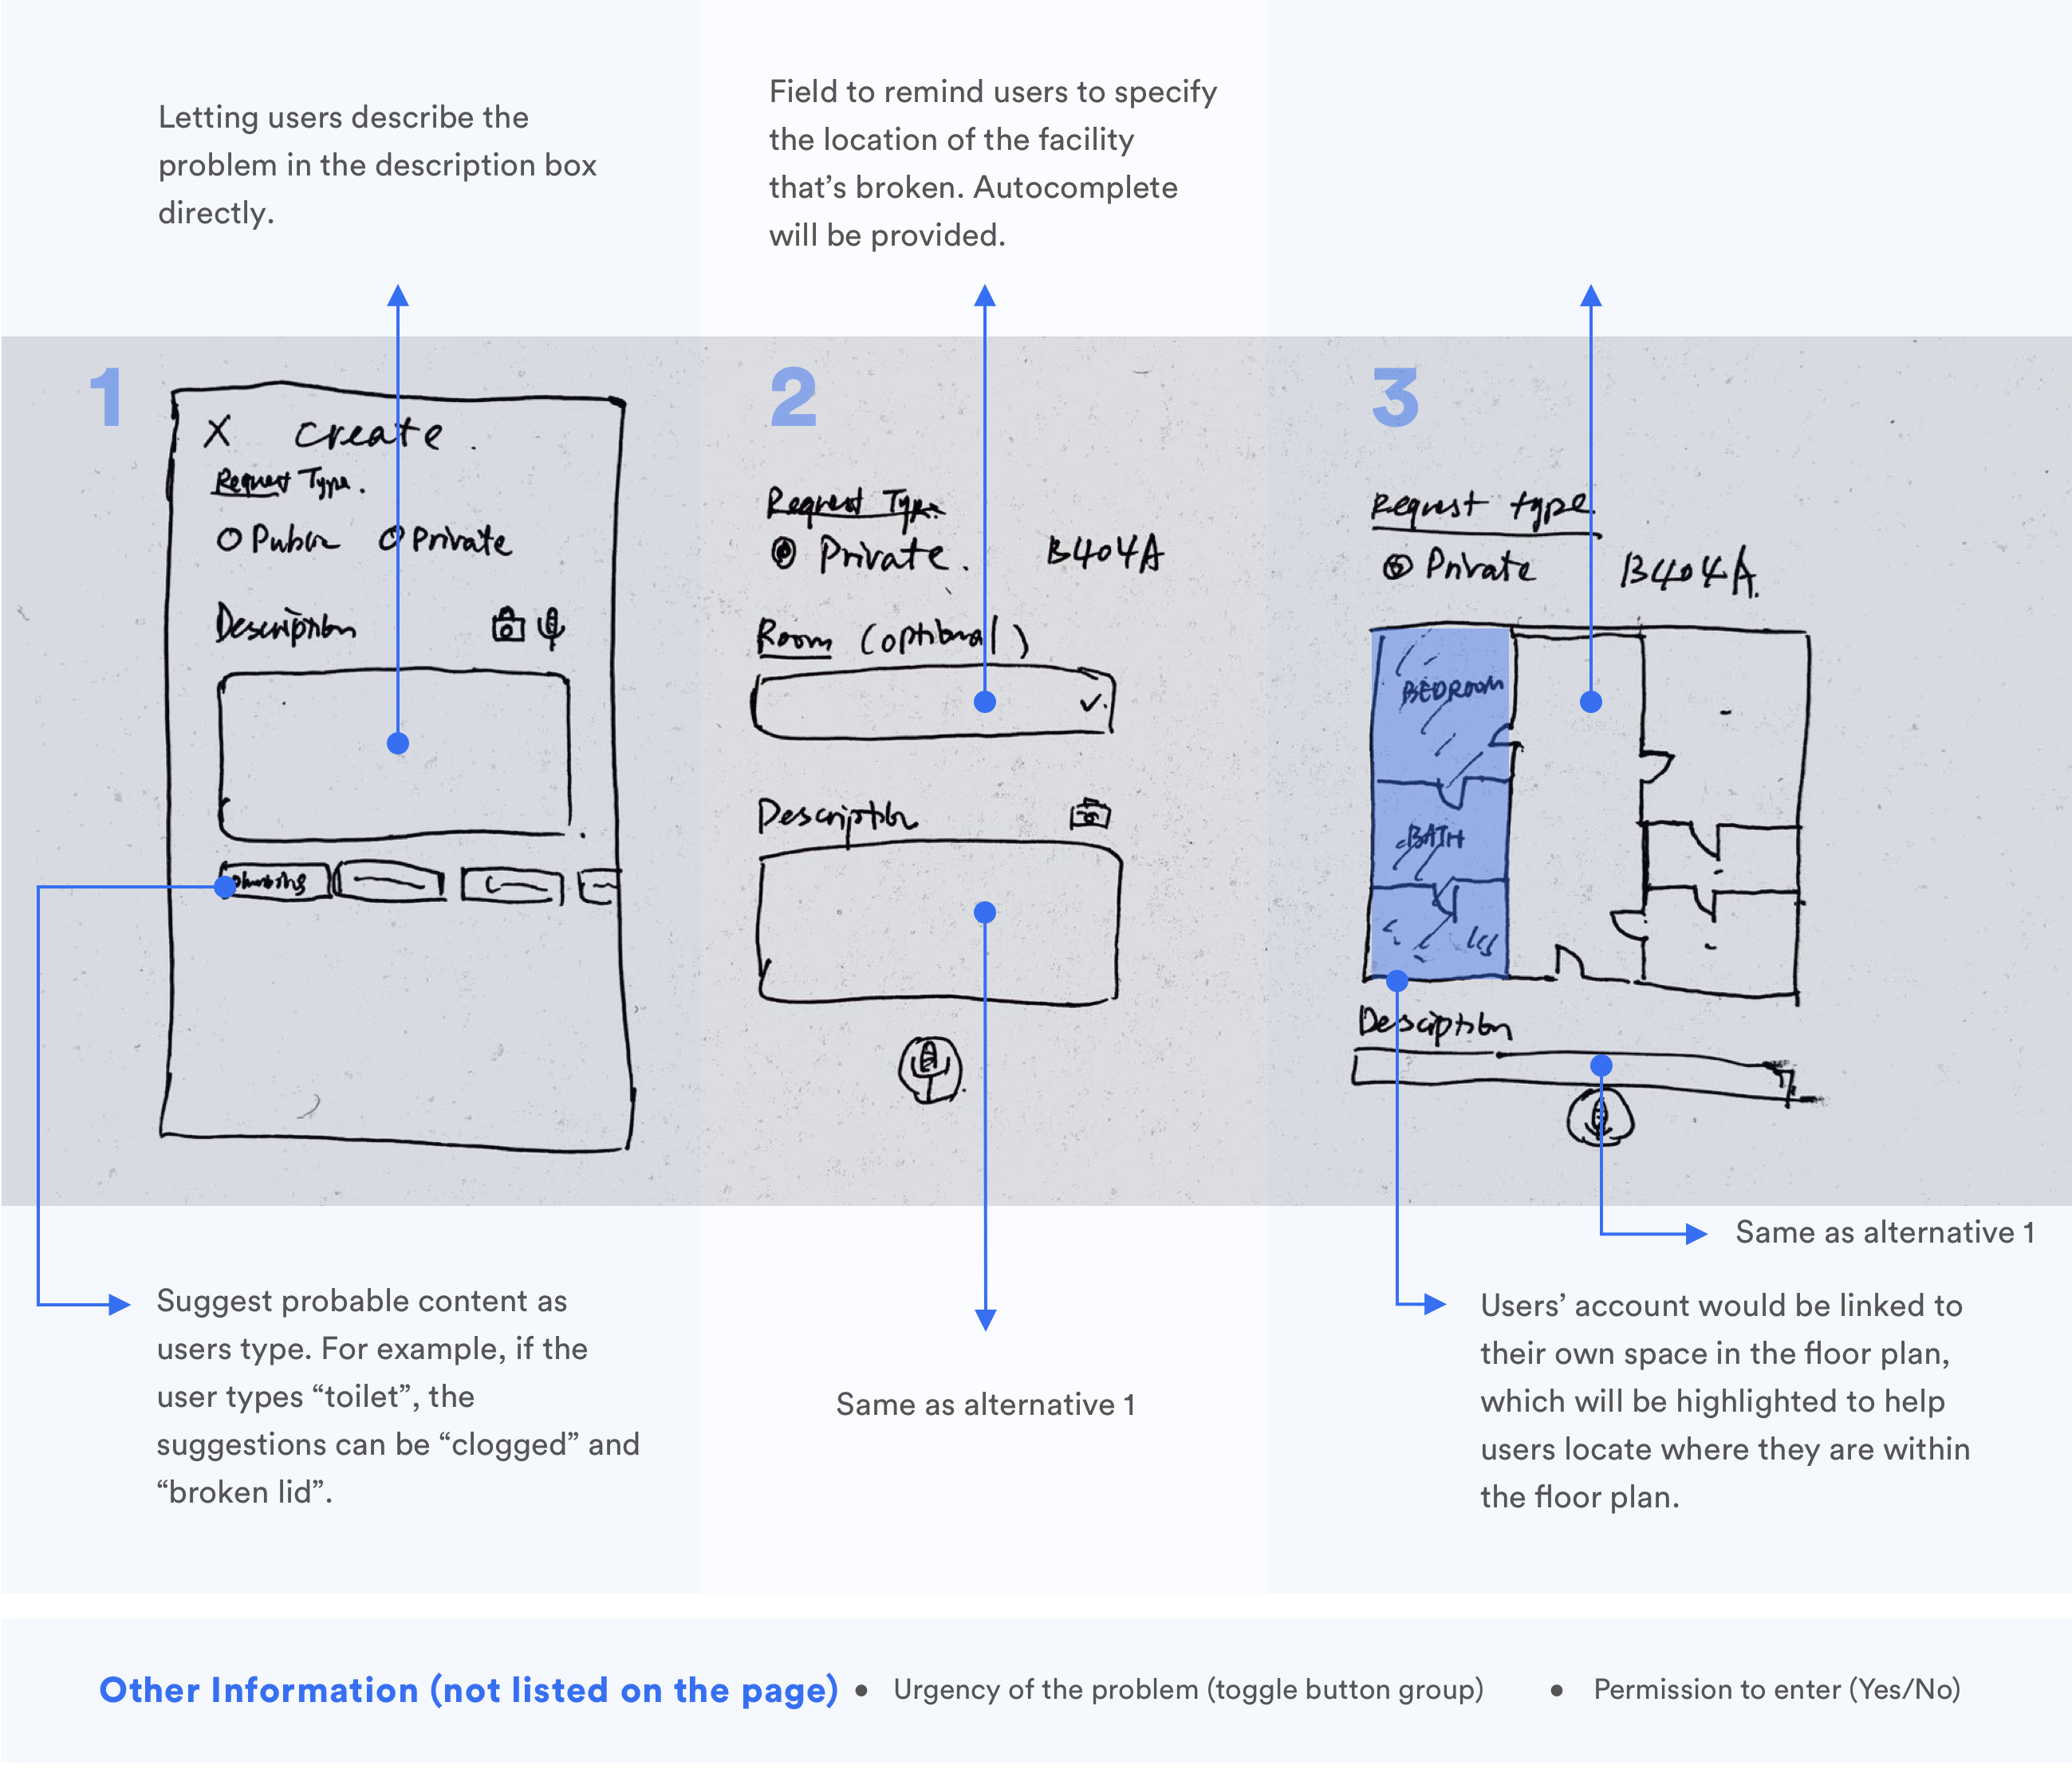 Letting users describe the
problem in the description box
directly.
Field to remind users to specify
the location of the facility
that’s broken. Autocomplete
will be provided.
1
X Create.
Request Type.
Public Private
Description
Plumbing
2
Request Type.
Private. B404A
Room (optional)
Description
3
Request type
Private B404A.
BEDROOM
BATH
Desciption
Suggest probable content as
users type. For example, if the
user types “toilet”, the
suggestions can be “clogged” and
“broken lid”.
Same as alternative 1
Same as alternative 1
Users’ account would be linked to
their own space in the floor plan,
which will be highlighted to help
users locate where they are within
the floor plan.
Other Information (not listed on the page) • Urgency of the problem (toggle button group) • Permission to enter (Yes/No)